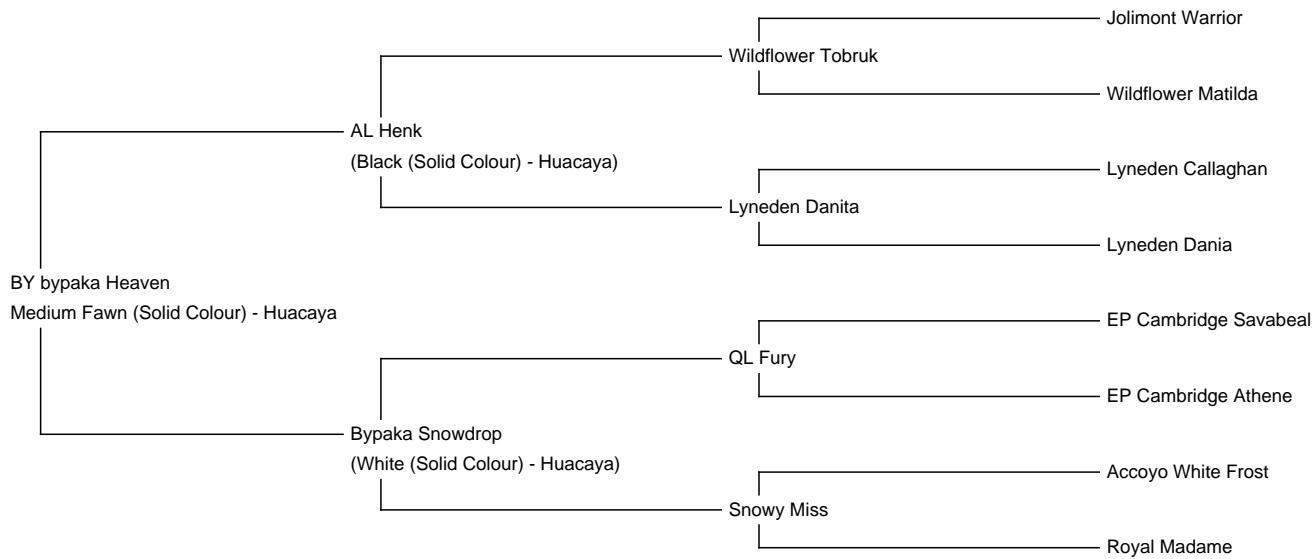 Jolimont Warrior
Wildflower Tobruk
Wildflower Matilda
AL Henk
(Black (Solid Colour) - Huacaya)
Lyneden Callaghan
Lyneden Danita
Lyneden Dania
BY bypaka Heaven
Medium Fawn (Solid Colour) - Huacaya
EP Cambridge Savabeal
QL Fury
EP Cambridge Athene
Bypaka Snowdrop
(White (Solid Colour) - Huacaya)
Accoyo White Frost
Snowy Miss
Royal Madame